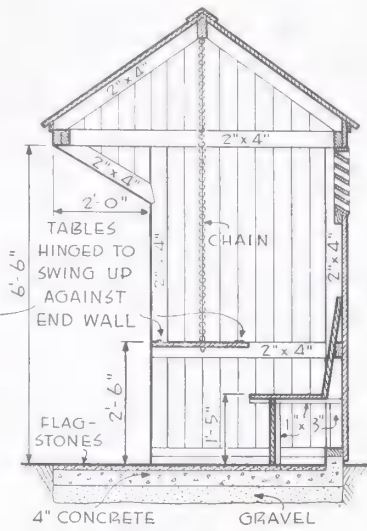 2" x 4"
2" x 4"
2" x 4"
2'-0"
TABLES
HINGED TO
SWING UP
AGAINST
END WALL
CHAIN
2" x 4"
2" x 4"
6'-6"
2'-6"
2" x 4"
1'-5"
1" x 3"
FLAG-
STONES
4" CONCRETE
GRAVEL